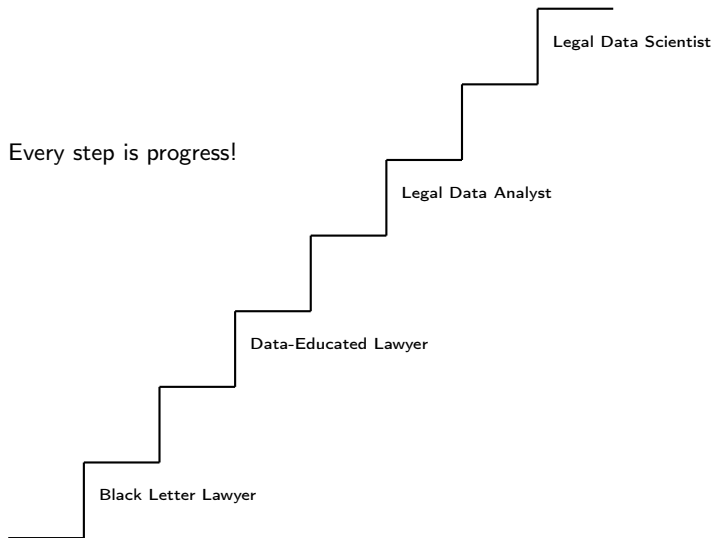 Legal Data Scientist
Every step is progress!
Legal Data Analyst
Data-Educated Lawyer
Black Letter Lawyer